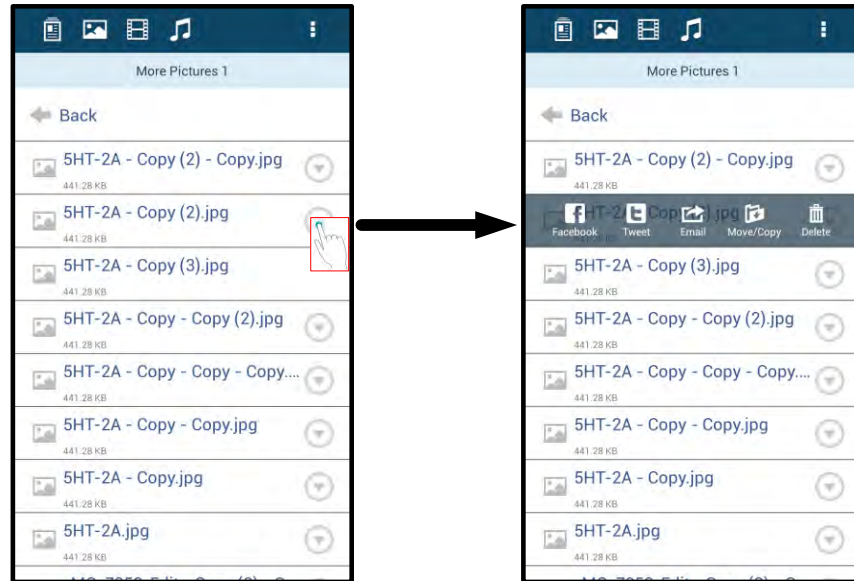 More Pictures 1
Back
5HT-2A - Copy (2) - Copy.jpg
441.28 KB
5HT-2A - Copy (2).jpg
441.28 KB
5HT-2A - Copy (3).jpg
441.28 KB
5HT-2A - Copy - Copy (2).jpg
441.28 KB
5HT-2A - Copy - Copy - Copy....
441.28 KB
5HT-2A - Copy - Copy.jpg
441.28 KB
5HT-2A - Copy.jpg
441.28 KB
5HT-2A.jpg
441.28 KB
More Pictures 1
Back
5HT-2A - Copy (2) - Copy.jpg
441.28 KB
Facebook Tweet Email Move/Copy Delete
5HT-2A - Copy (3).jpg
441.28 KB
5HT-2A - Copy - Copy (2).jpg
441.28 KB
5HT-2A - Copy - Copy - Copy....
441.28 KB
5HT-2A - Copy - Copy.jpg
441.28 KB
5HT-2A - Copy.jpg
441.28 KB
5HT-2A.jpg
441.28 KB